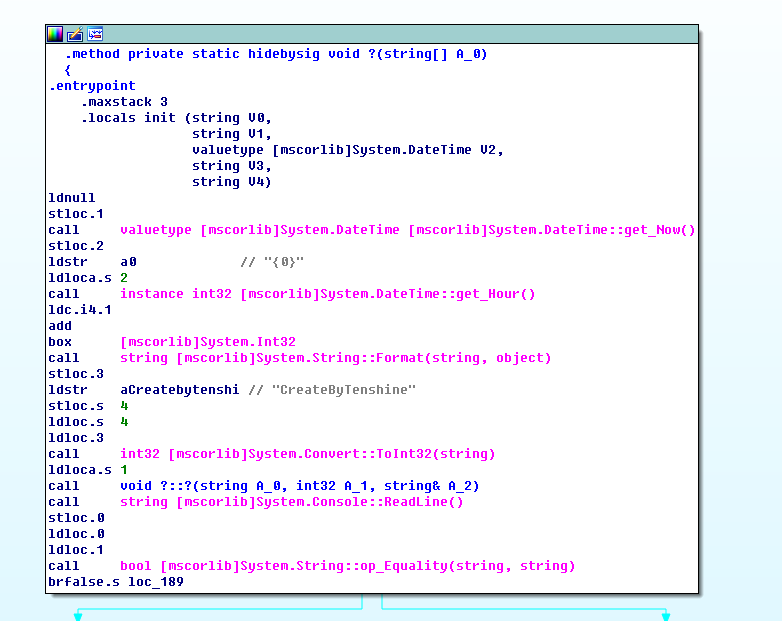 .method private static hidebysig void ?(string[] A_0)
{
.entrypoint
.maxstack 3
.locals init (string V0,
string V1,
valuetype [mscorlib]System.DateTime V2,
string V3,
string V4)
ldnull
stloc.1
call valuetype [mscorlib]System.DateTime [mscorlib]System.DateTime::get_Now()
stloc.2
ldstr a0 // "{0}"
ldloca.s 2
call instance int32 [mscorlib]System.DateTime::get_Hour()
ldc.i4.1
add
box [mscorlib]System.Int32
call string [mscorlib]System.String::Format(string, object)
stloc.3
ldstr aCreatebytenshi // "CreateByTenshine"
stloc.s 4
ldloc.s 4
ldloc.3
call int32 [mscorlib]System.Convert::ToInt32(string)
ldloca.s 1
call void ?::?(string A_0, int32 A_1, string& A_2)
call string [mscorlib]System.Console::ReadLine()
stloc.0
ldloc.0
ldloc.1
call bool [mscorlib]System.String::op_Equality(string, string)
brfalse.s loc_189